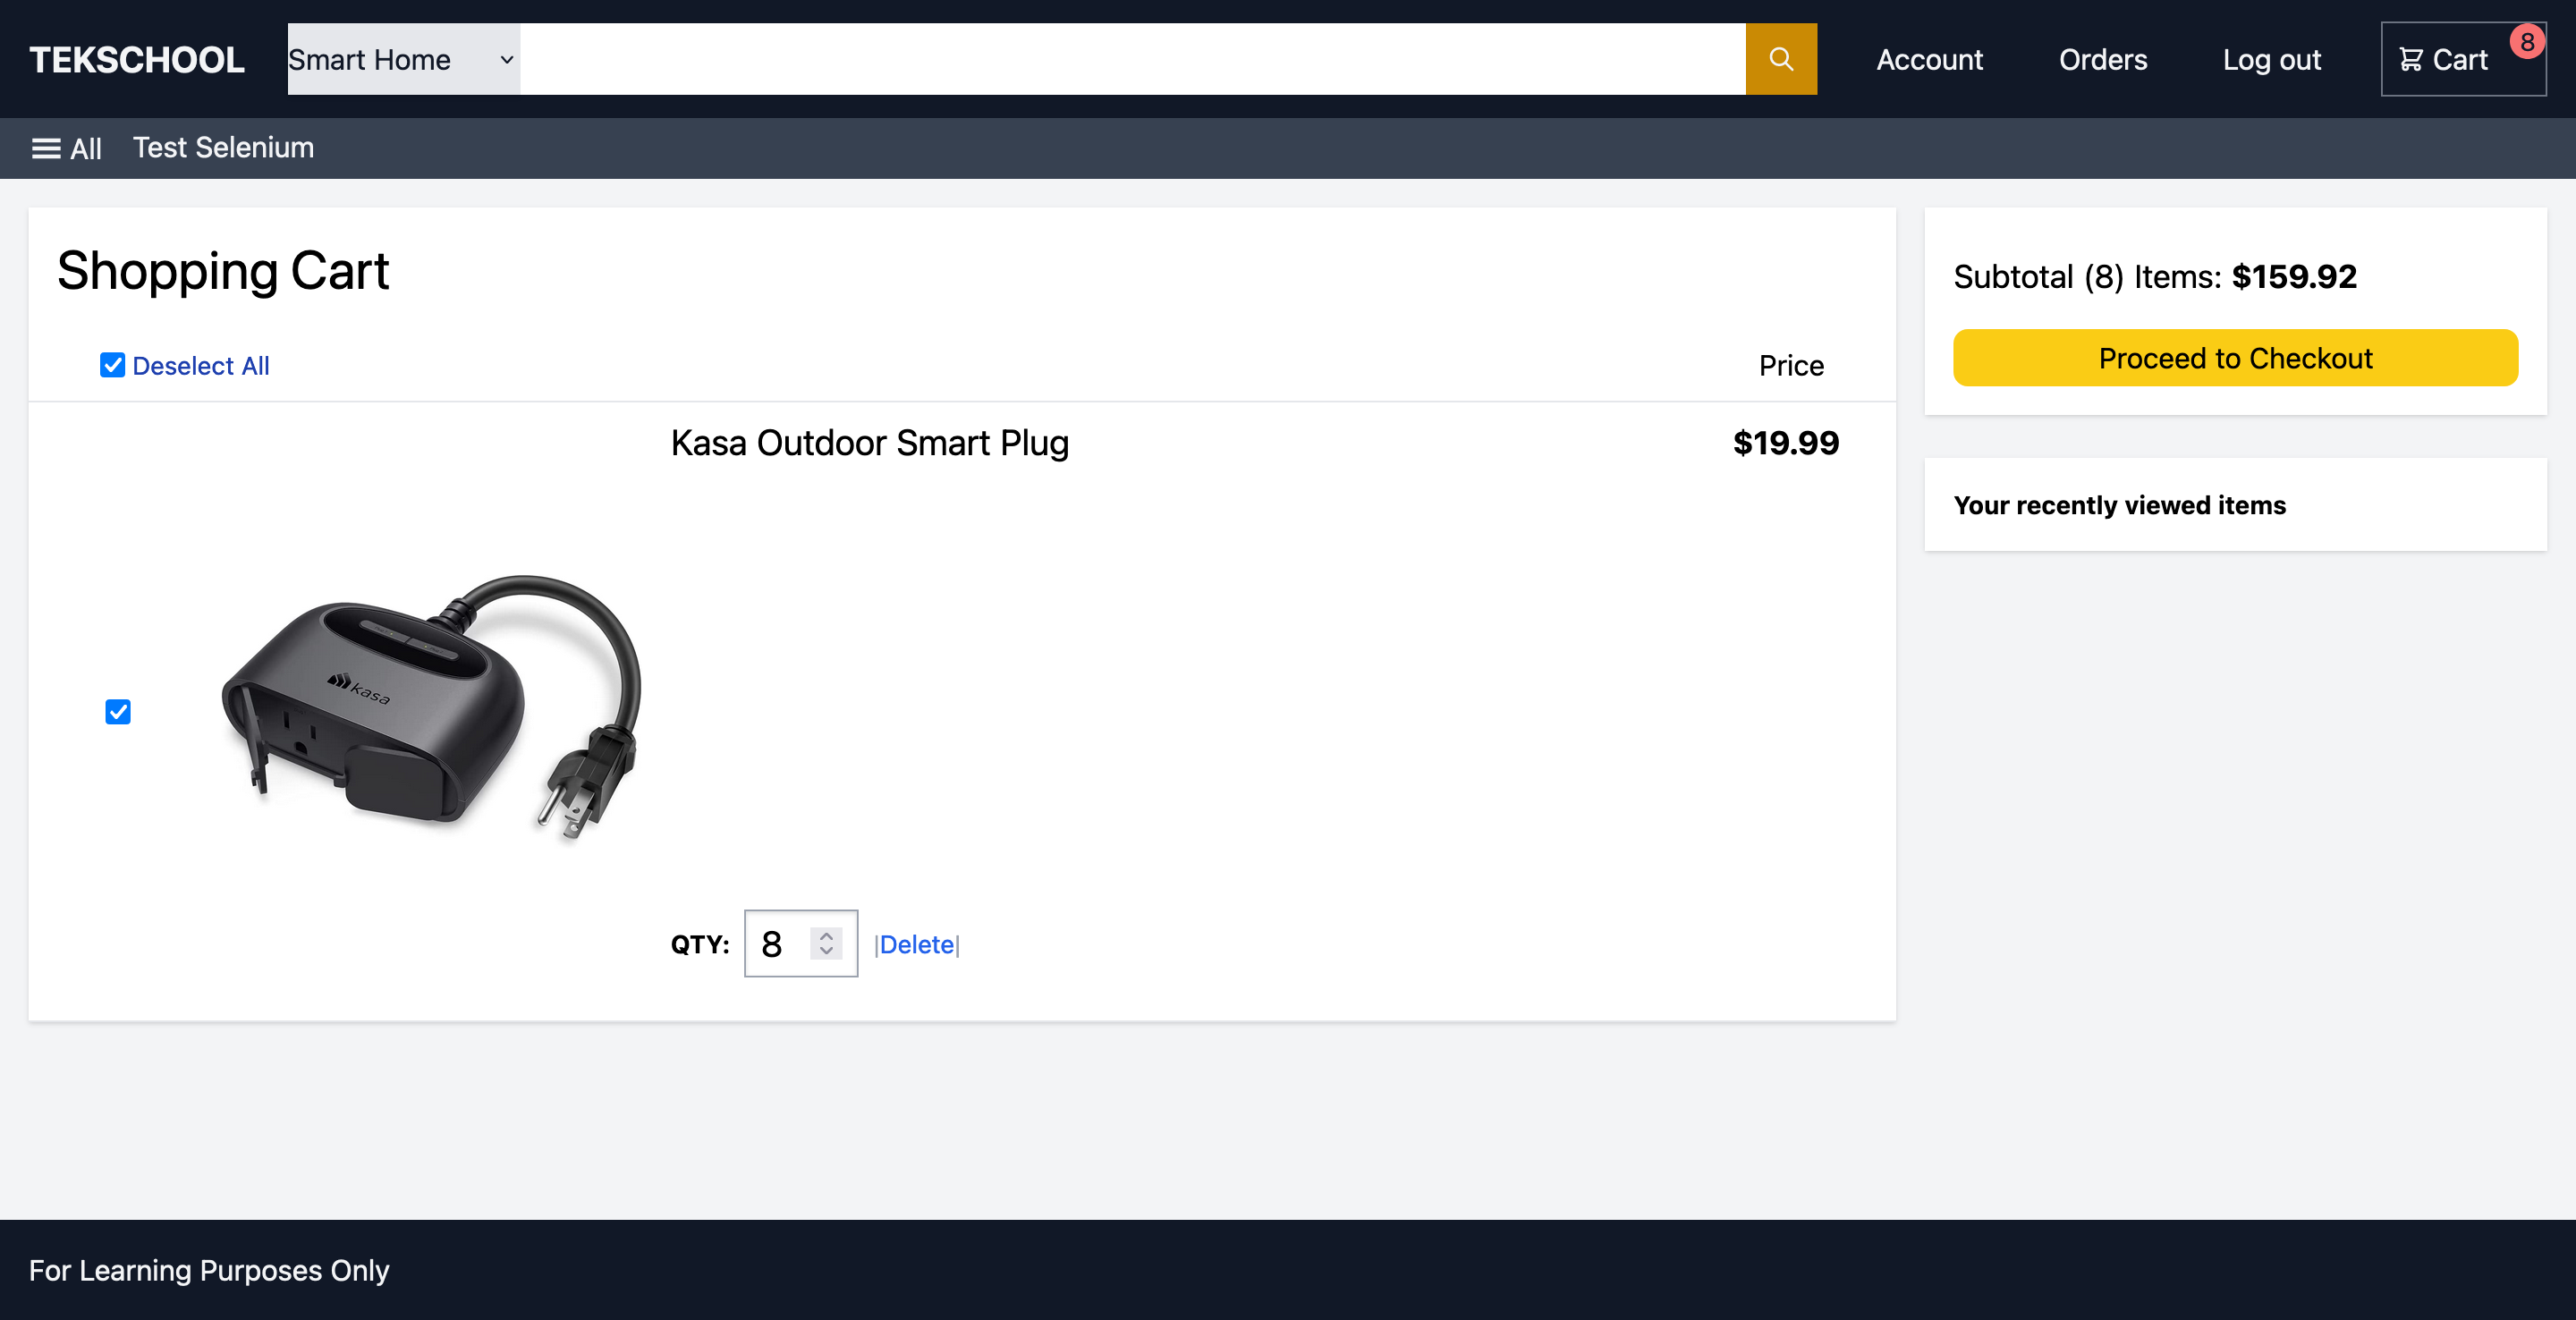 TEKSCHOOL
Smart Home
Account
Orders
Log out
Cart
8
All
Test Selenium
Shopping Cart
Deselect All
Price
Kasa Outdoor Smart Plug
$19.99
kasa
QTY:
8
|Delete|
Subtotal (8) Items: $159.92
Proceed to Checkout
Your recently viewed items
For Learning Purposes Only